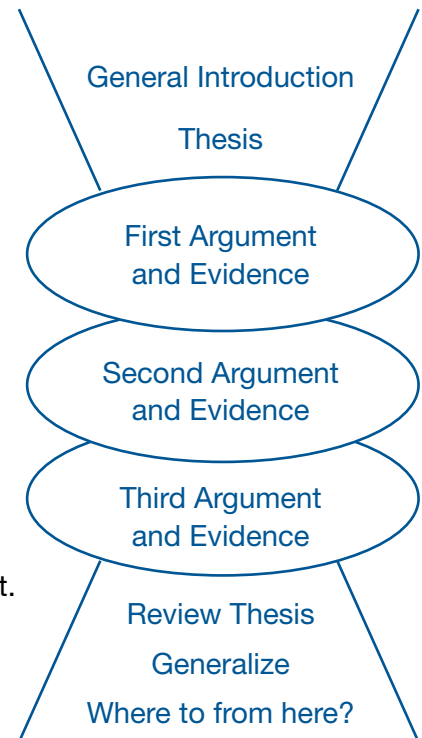 General Introduction
Thesis
First Argument
and Evidence
Second Argument
and Evidence
Third Argument
and Evidence
t.
Review Thesis
Generalize
Where to from here?